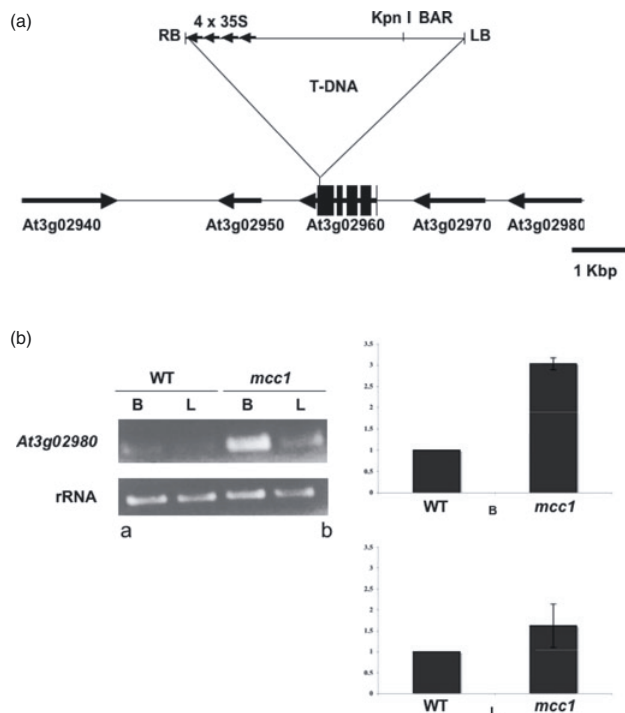 (a)
4 x 35S
Kpn I BAR
RB
LB
T-DNA
At3g02940
At3g02950
At3g02960
At3g02970
At3g02980
1 Kbp
(b)
WT mcc1
B L B L
At3g02980
rRNA
a b
3.5
3
2.5
2
1.5
1
0.5
0
WT B mcc1
3.5
3
2.5
2
1.5
1
0.5
0
WT L mcc1